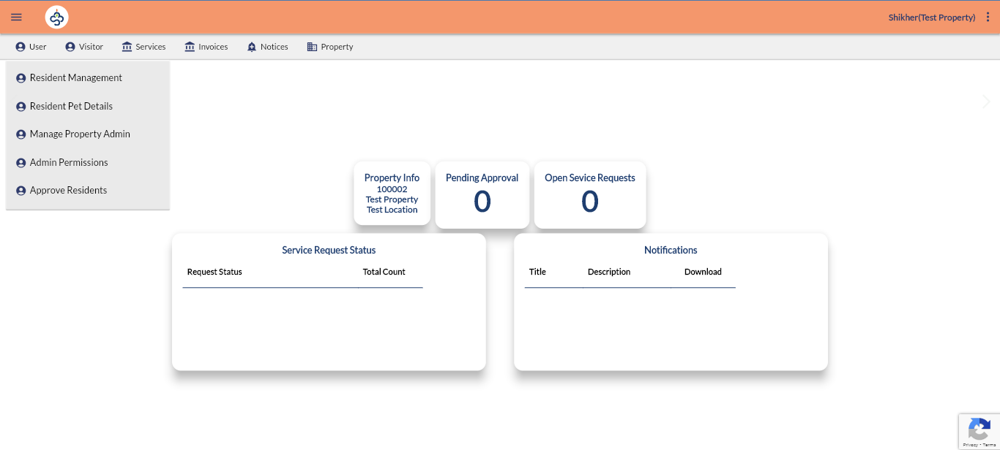 Shikher(Test Property)
User Visitor Services Invoices Notices Property
Resident Management
Resident Pet Details
Manage Property Admin
Admin Permissions
Approve Residents
Property Info
100002
Test Property
Test Location
Pending Approval
0
Open Sevice Requests
0
Service Request Status
Request Status Total Count
Notifications
Title Description Download
Privacy - Terms